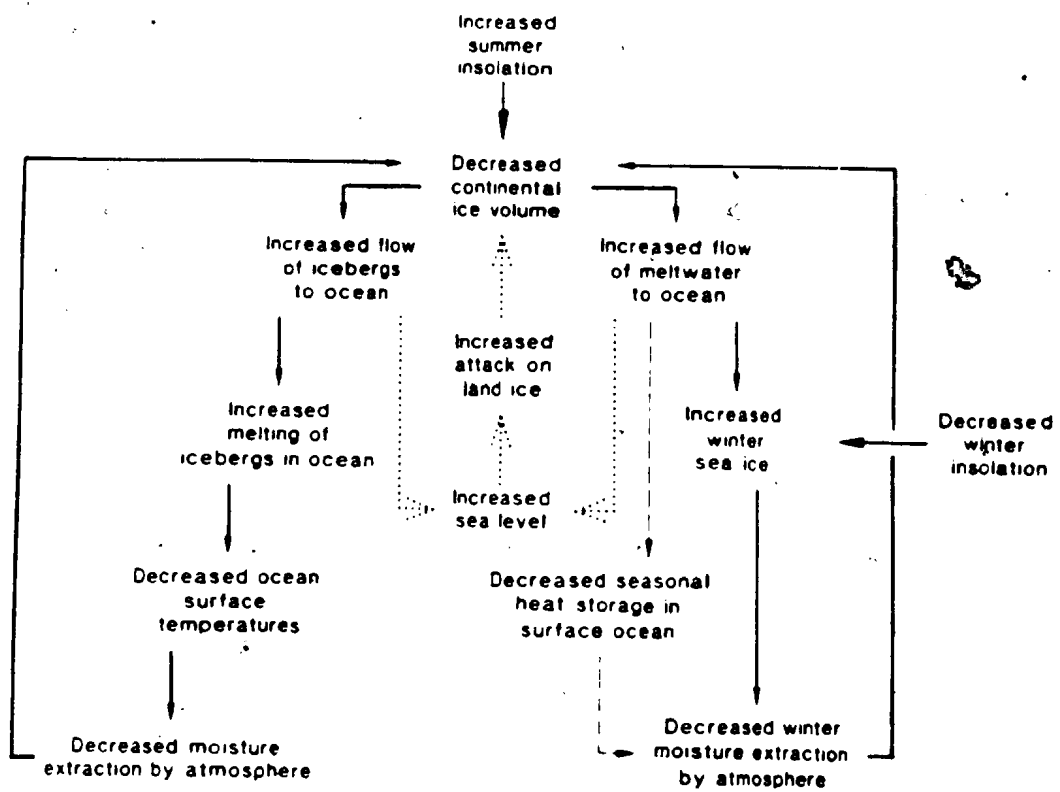 Increased
summer
insolation
Decreased
continental
ice volume
Increased flow
of icebergs
to ocean
Increased flow
of meltwater
to ocean
Increased
attack on
land ice
Increased
melting of
icebergs in ocean
Increased
winter
sea ice
Decreased
winter
insolation
Increased
sea level
Decreased ocean
surface
temperatures
Decreased seasonal
heat storage in
surface ocean
Decreased moisture
extraction by atmosphere
Decreased winter
moisture extraction
by atmosphere